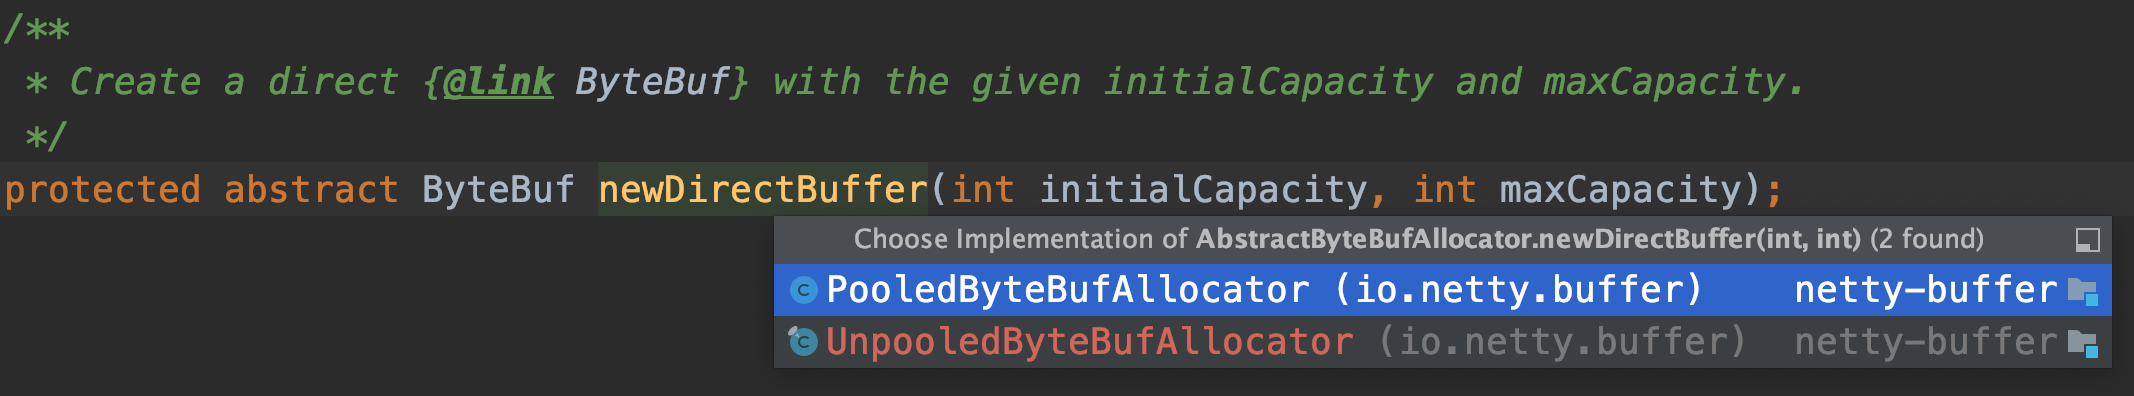 /**
 * Create a direct {@link ByteBuf} with the given initialCapacity and maxCapacity.
 */
protected abstract ByteBuf newDirectBuffer(int initialCapacity, int maxCapacity);
Choose Implementation of AbstractByteBufAllocator.newDirectBuffer(int, int) (2 found)
C PooledByteBufAllocator (io.netty.buffer) netty-buffer
C UnpooledByteBufAllocator (io.netty.buffer) netty-buffer